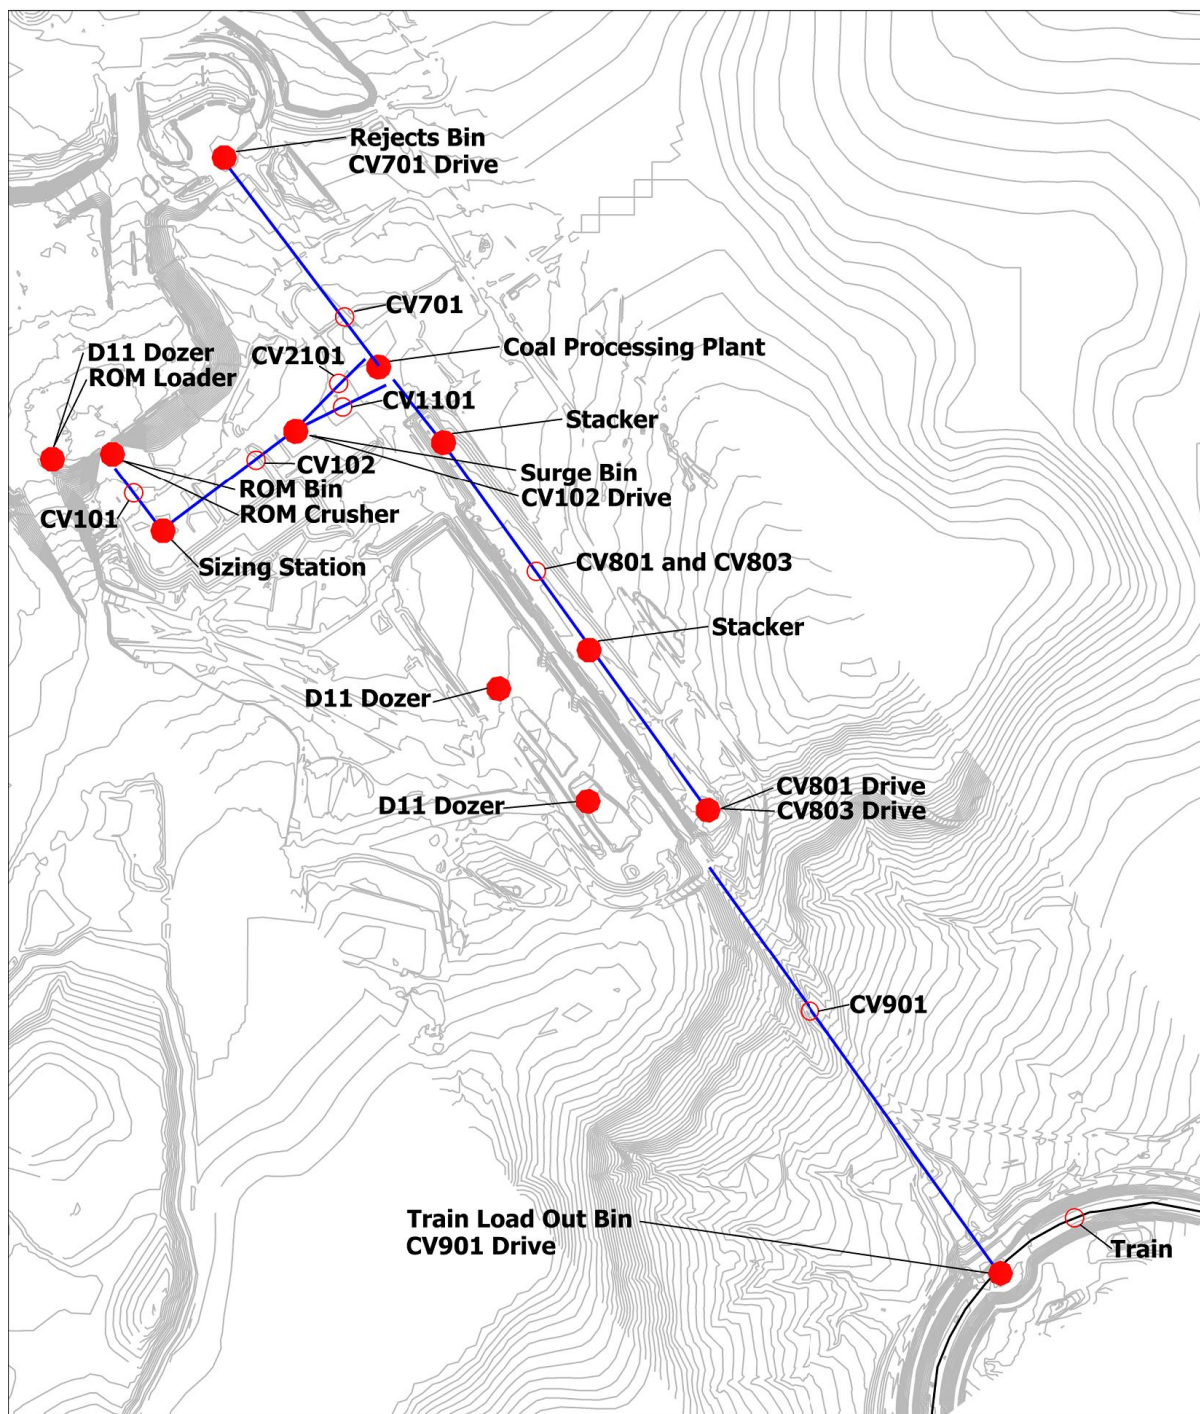 Rejects Bin
CV701 Drive
CV701
Coal Processing Plant
D11 Dozer
ROM Loader
CV2101
CV1101
Stacker
CV102
Surge Bin
CV102 Drive
ROM Bin
ROM Crusher
CV101
Sizing Station
CV801 and CV803
Stacker
D11 Dozer
D11 Dozer
CV801 Drive
CV803 Drive
CV901
Train Load Out Bin
CV901 Drive
Train